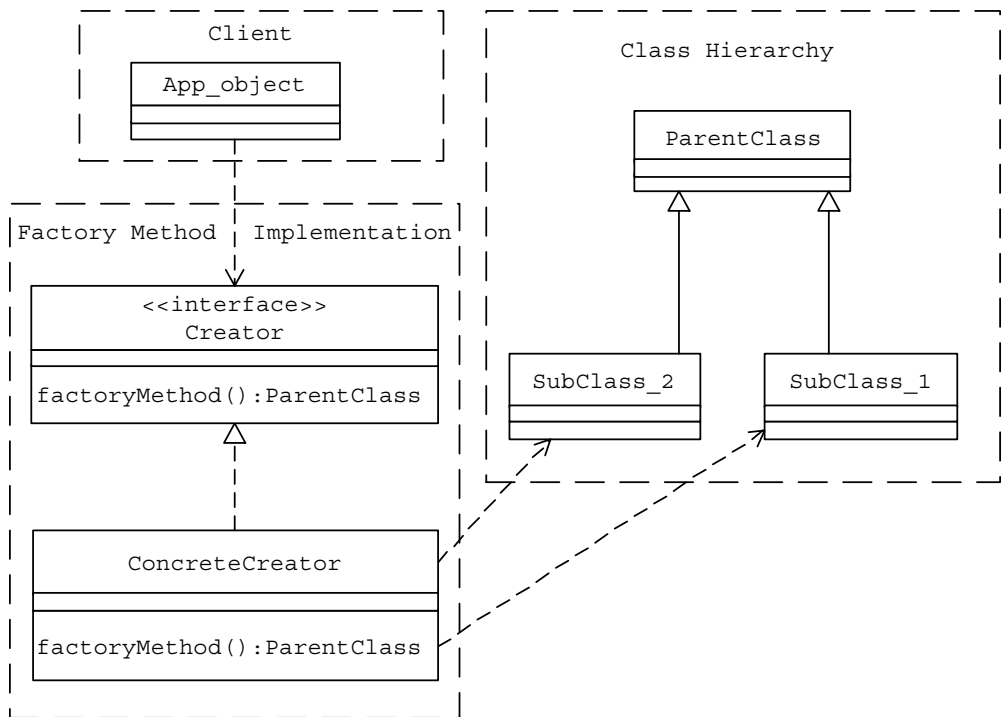 Client
App_object
Factory Method Implementation
<<interface>>
Creator
factoryMethod():ParentClass
ConcreteCreator
factoryMethod():ParentClass
Class Hierarchy
ParentClass
SubClass_2
SubClass_1